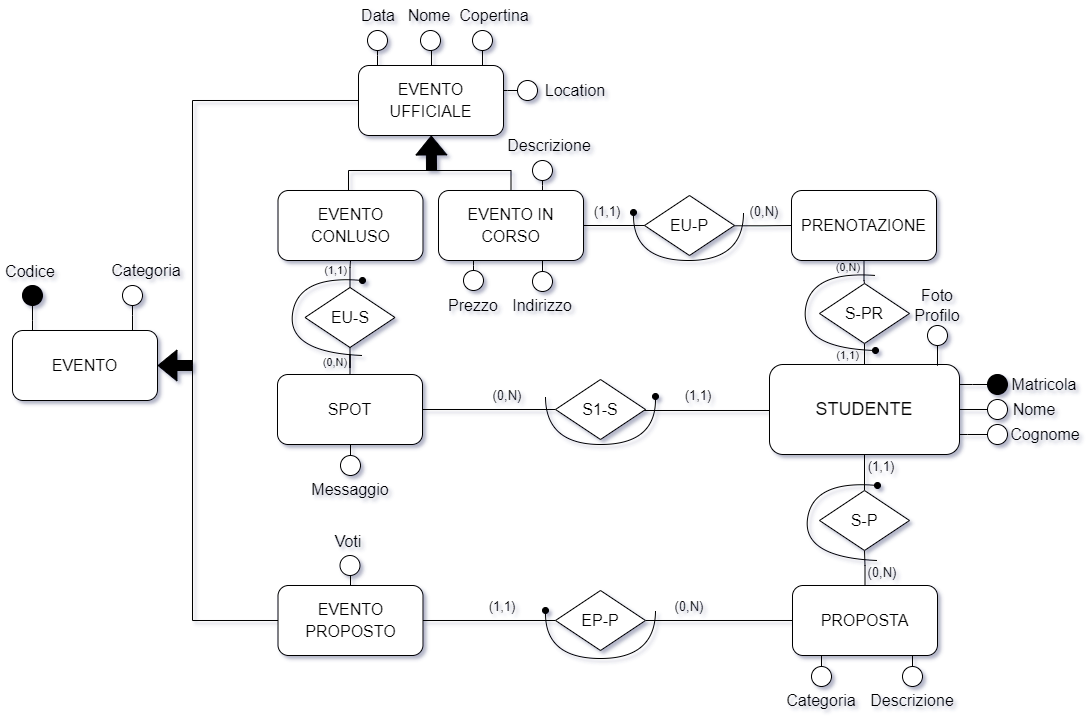 Data
Nome
Copertina
EVENTO
UFFICIALE
Location
Descrizione
EVENTO
CONLUSO
EVENTO IN
CORSO
(1,1)
EU-P
(0,N)
PRENOTAZIONE
Codice
Categoria
(1,1)
Prezzo
Indirizzo
(0,N)
EU-S
S-PR
Foto
Profilo
EVENTO
(0,N)
(1,1)
SPOT
(0,N)
S1-S
(1,1)
STUDENTE
Matricola
Nome
Cognome
Messaggio
(1,1)
S-P
Voti
(0,N)
EVENTO
PROPOSTO
(1,1)
EP-P
(0,N)
PROPOSTA
Categoria
Descrizione